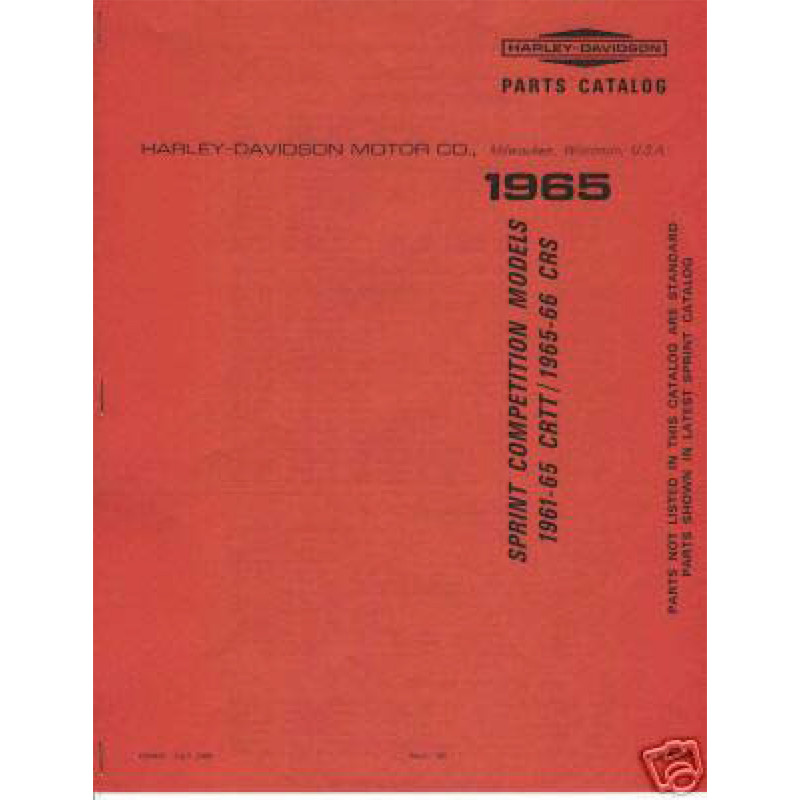 HARLEY-DAVIDSON
PARTS CATALOG
HARLEY-DAVIDSON MOTOR CO., Milwaukee, Wisconsin, U.S.A.
1965
SPRINT COMPETITION MODELS
1961-65 CRTT/1965-66 CRS
PARTS NOT LISTED IN THIS CATALOG ARE STANDARD
PARTS SHOWN IN LATEST SPRINT CATALOG